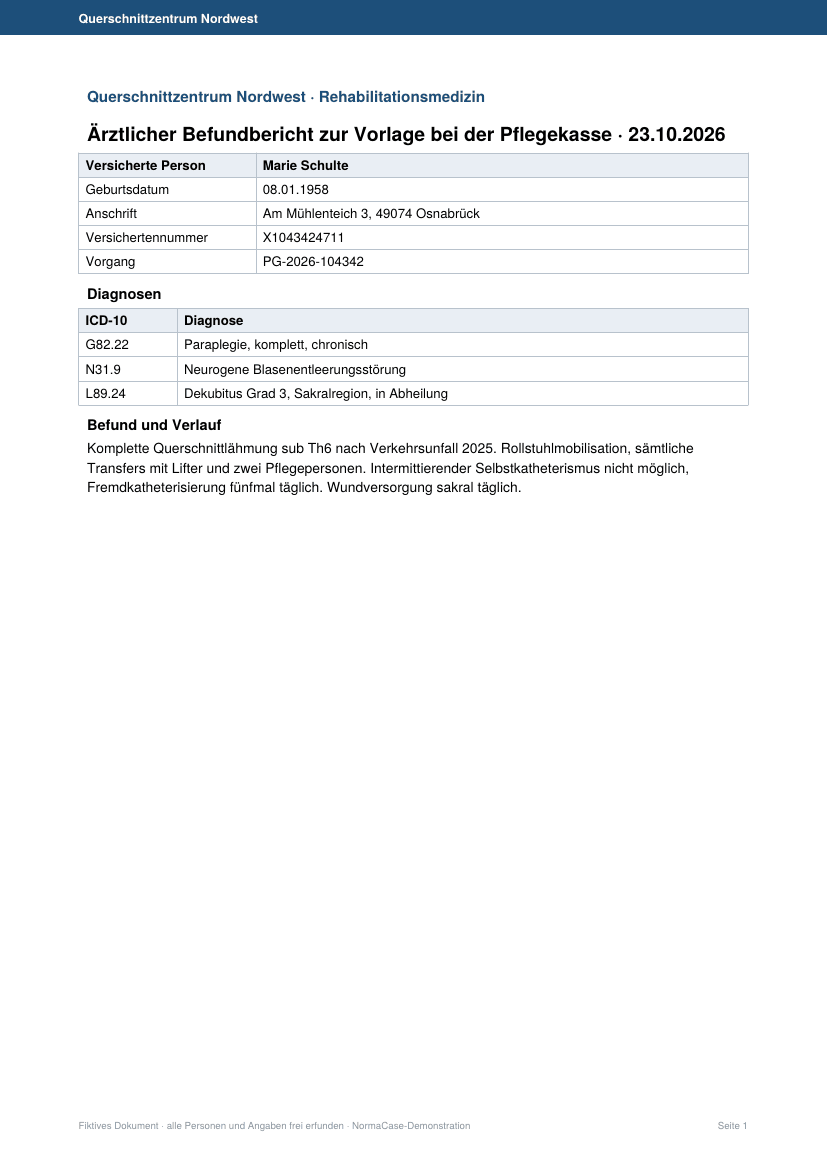 Querschnittzentrum Nordwest
Querschnittzentrum Nordwest · Rehabilitationsmedizin
Ärztlicher Befundbericht zur Vorlage bei der Pflegekasse · 23.10.2026
Versicherte Person Marie Schulte
Geburtsdatum 08.01.1958
Anschrift Am Mühlenteich 3, 49074 Osnabrück
Versichertennummer X1043424711
Vorgang PG-2026-104342
Diagnosen
ICD-10 Diagnose
G82.22 Paraplegie, komplett, chronisch
N31.9 Neurogene Blasenentleerungsstörung
L89.24 Dekubitus Grad 3, Sakralregion, in Abheilung
Befund und Verlauf
Komplette Querschnittlähmung sub Th6 nach Verkehrsunfall 2025. Rollstuhlmobilisation, sämtliche
Transfers mit Lifter und zwei Pflegepersonen. Intermittierender Selbstkatheterismus nicht möglich,
Fremdkatheterisierung fünfmal täglich. Wundversorgung sakral täglich.
Fiktives Dokument · alle Personen und Angaben frei erfunden · NormaCase-Demonstration Seite 1